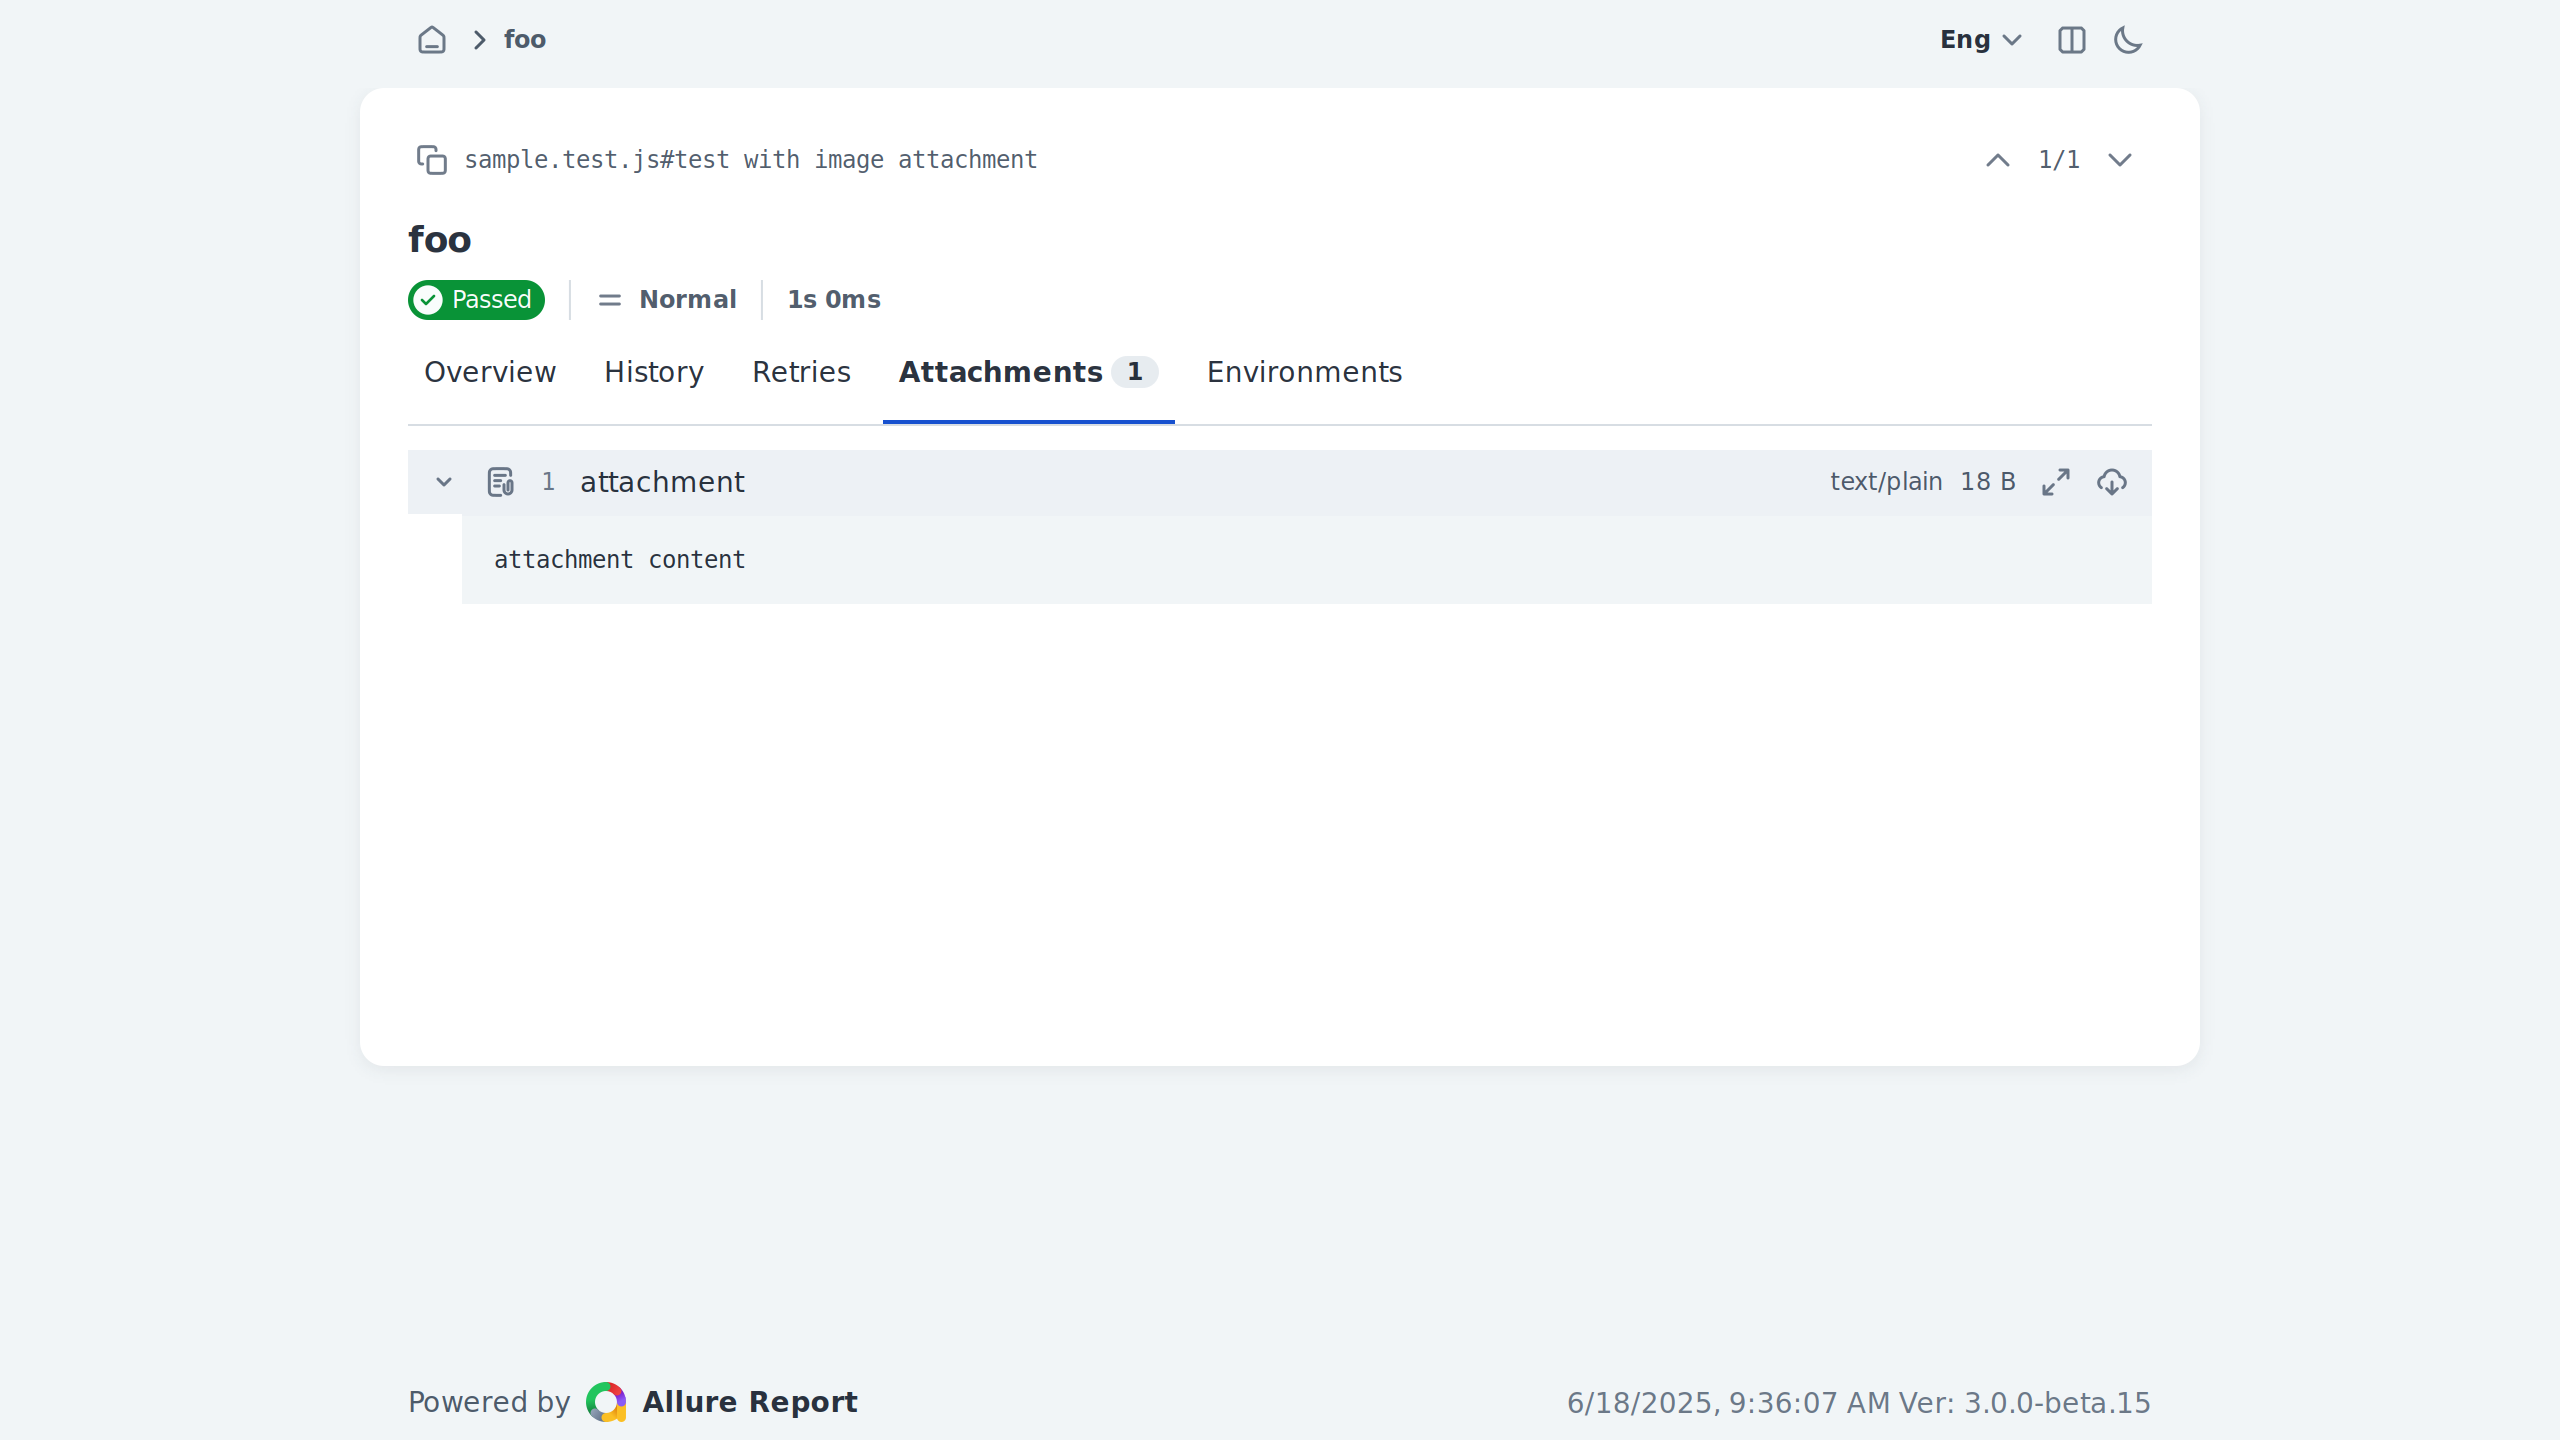 foo
Eng
sample.test.js#test with image attachment
1/1
foo
Passed
Normal
1s 0ms
Overview
History
Retries
Attachments 1
Environments
1 attachment
text/plain 18 B
attachment content
Powered by Allure Report
6/18/2025, 9:36:07 AM Ver: 3.0.0-beta.15